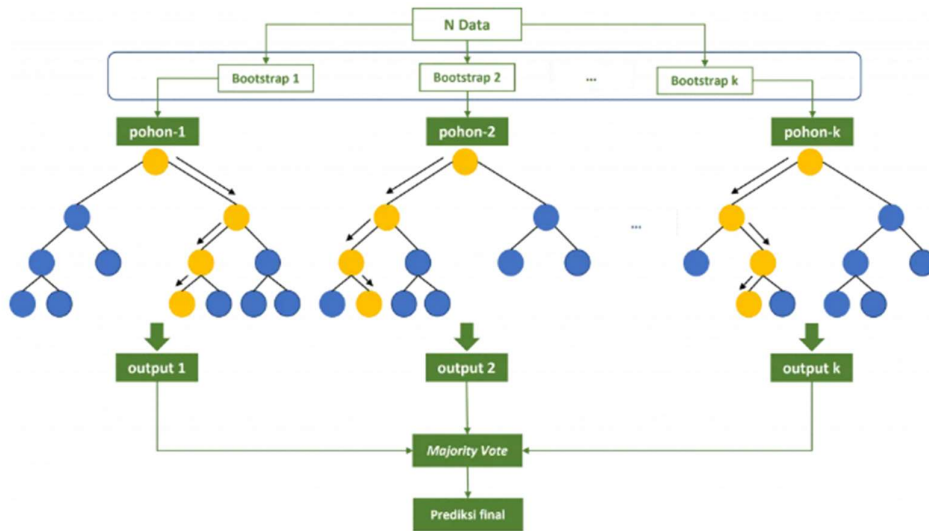 N Data
Bootstrap 1
Bootstrap 2
...
Bootstrap k
pohon-1
pohon-2
pohon-k
...
output 1
output 2
output k
Majority Vote
Prediksi final